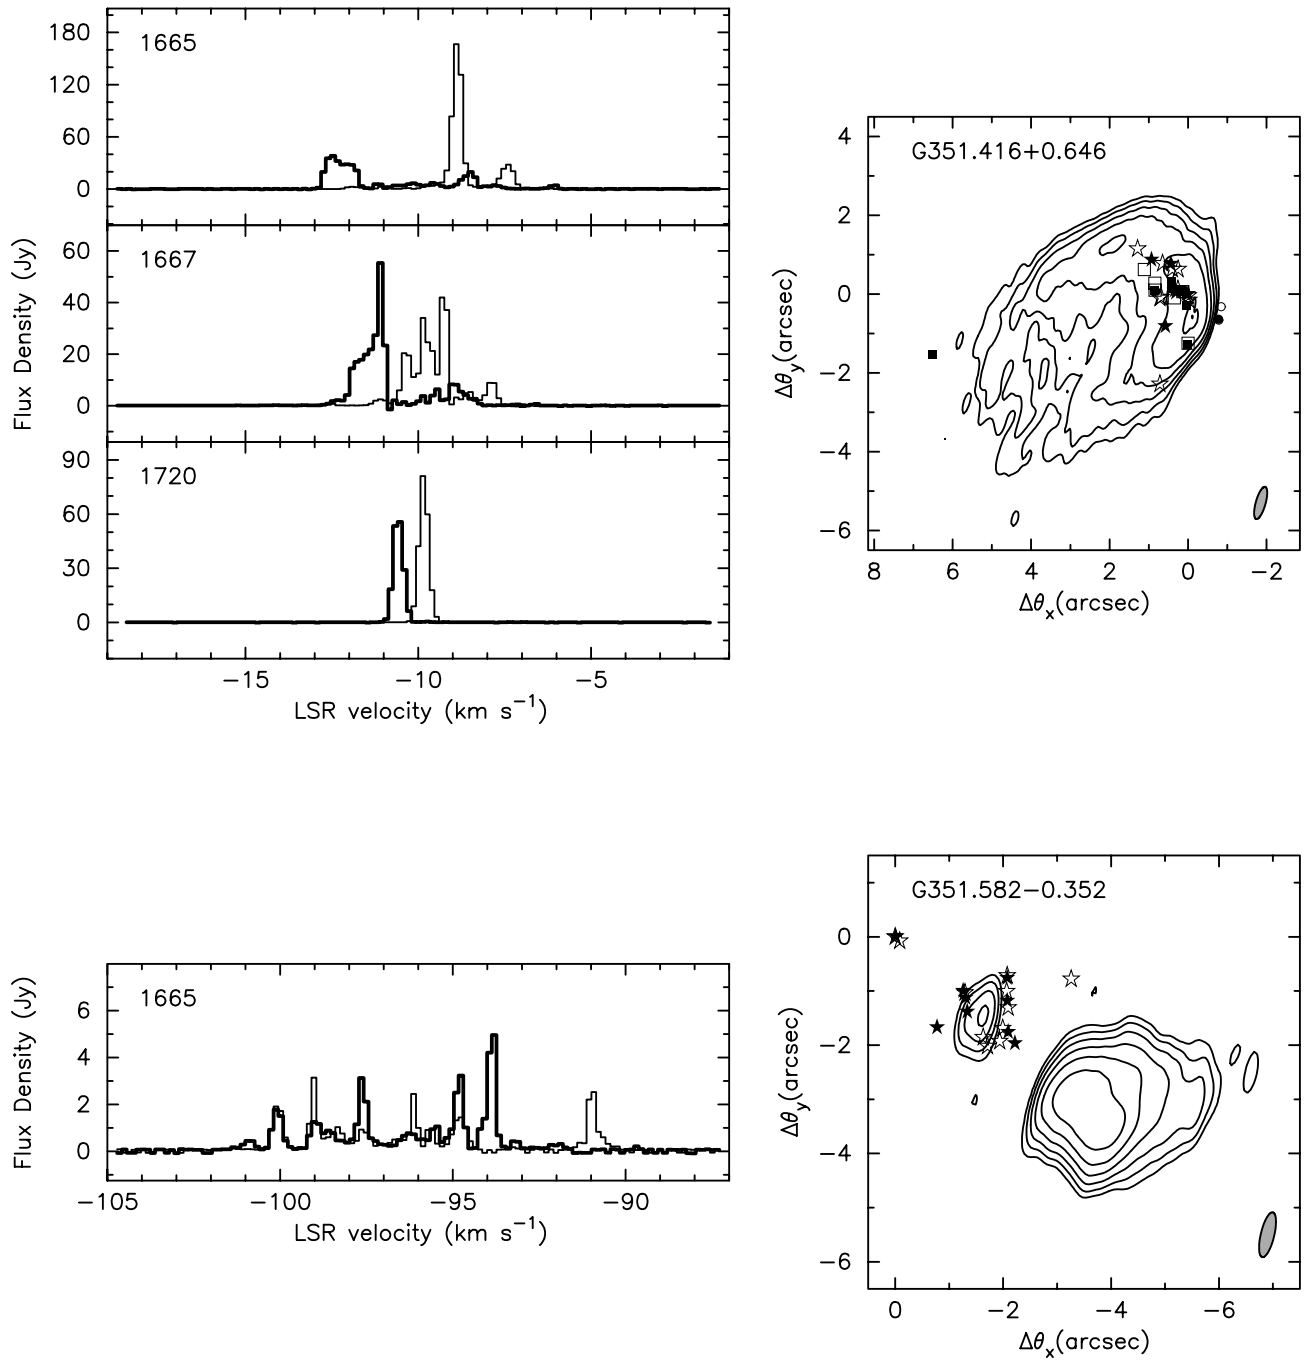 180
120
60
0
1665
60
40
20
0
1667
90
60
30
0
1720
Flux Density (Jy)
−15 −10 −5
LSR velocity (km s⁻¹)
G351.416+0.646
4
2
0
−2
−4
−6
Δθy(arcsec)
8 6 4 2 0 −2
Δθx(arcsec)
1665
6
4
2
0
Flux Density (Jy)
−105 −100 −95 −90
LSR velocity (km s⁻¹)
G351.582−0.352
0
−2
−4
−6
Δθy(arcsec)
0 −2 −4 −6
Δθx(arcsec)